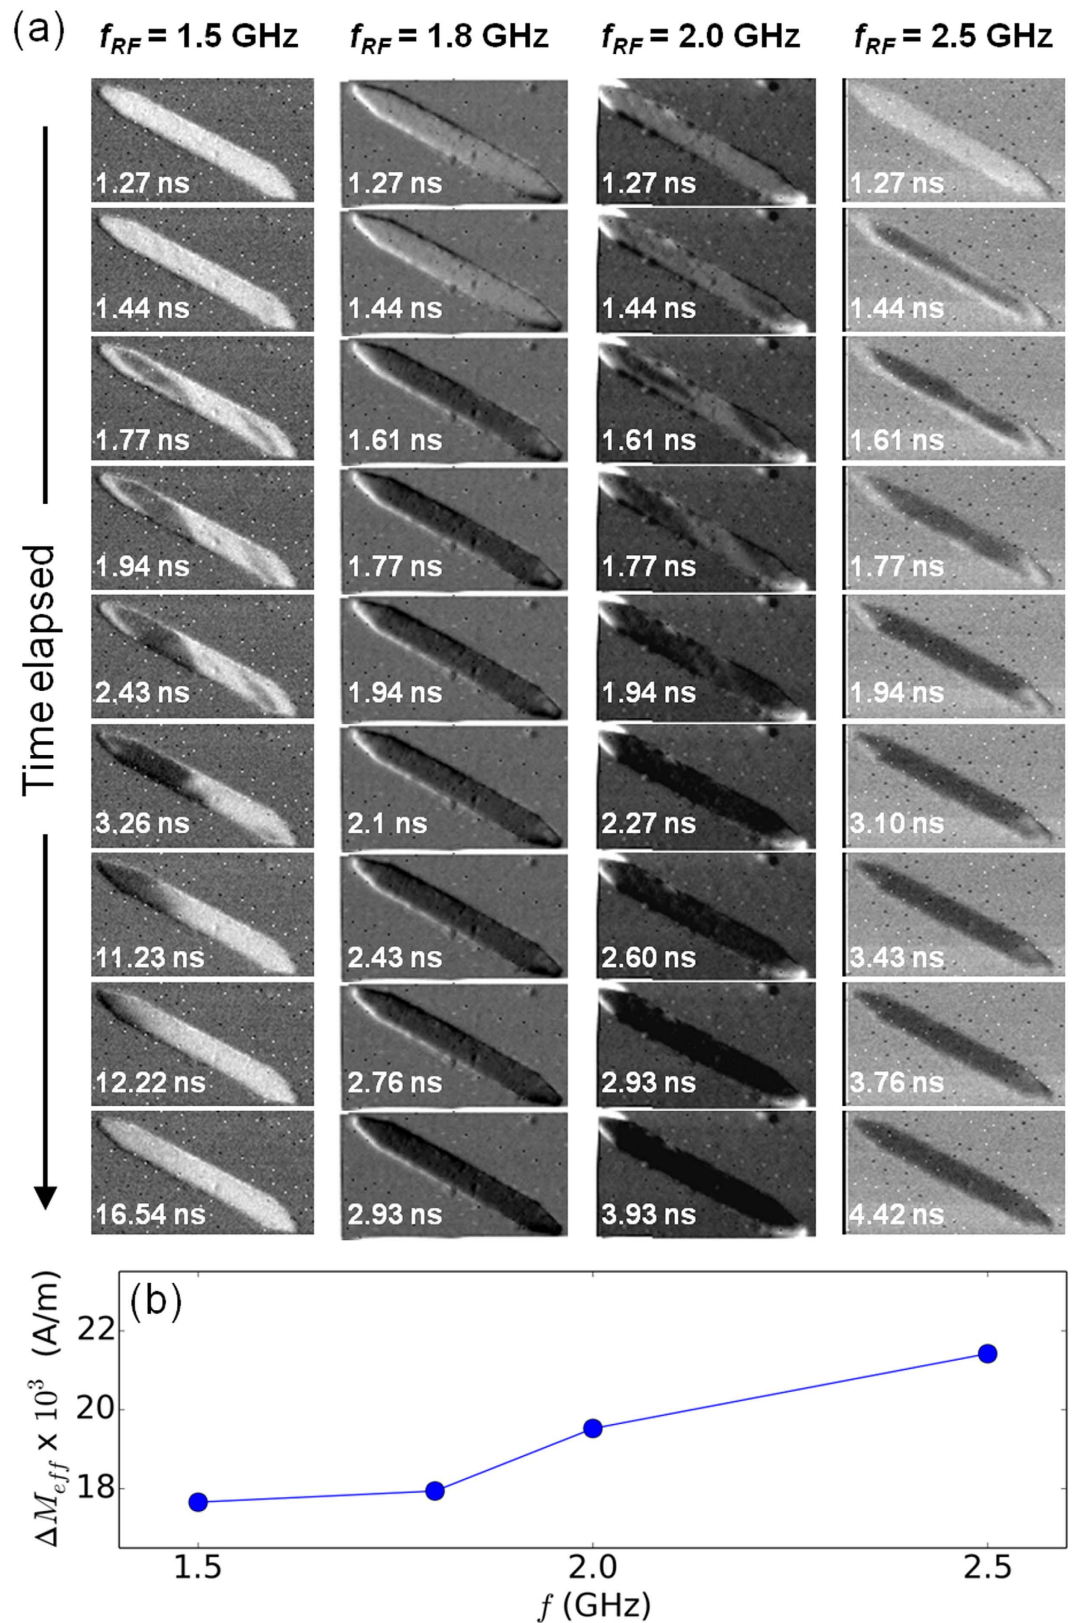 (a) f_RF = 1.5 GHz f_RF = 1.8 GHz f_RF = 2.0 GHz f_RF = 2.5 GHz
1.27 ns 1.27 ns 1.27 ns 1.27 ns
1.44 ns 1.44 ns 1.44 ns 1.44 ns
1.77 ns 1.61 ns 1.61 ns 1.61 ns
1.94 ns 1.77 ns 1.77 ns 1.77 ns
Time elapsed
2.43 ns 1.94 ns 1.94 ns 1.94 ns
3.26 ns 2.1 ns 2.27 ns 3.10 ns
11.23 ns 2.43 ns 2.60 ns 3.43 ns
12.22 ns 2.76 ns 2.93 ns 3.76 ns
16.54 ns 2.93 ns 3.93 ns 4.42 ns
(b)
ΔM_eff x 10³ (A/m)
22
20
18
1.5 2.0 2.5
f (GHz)